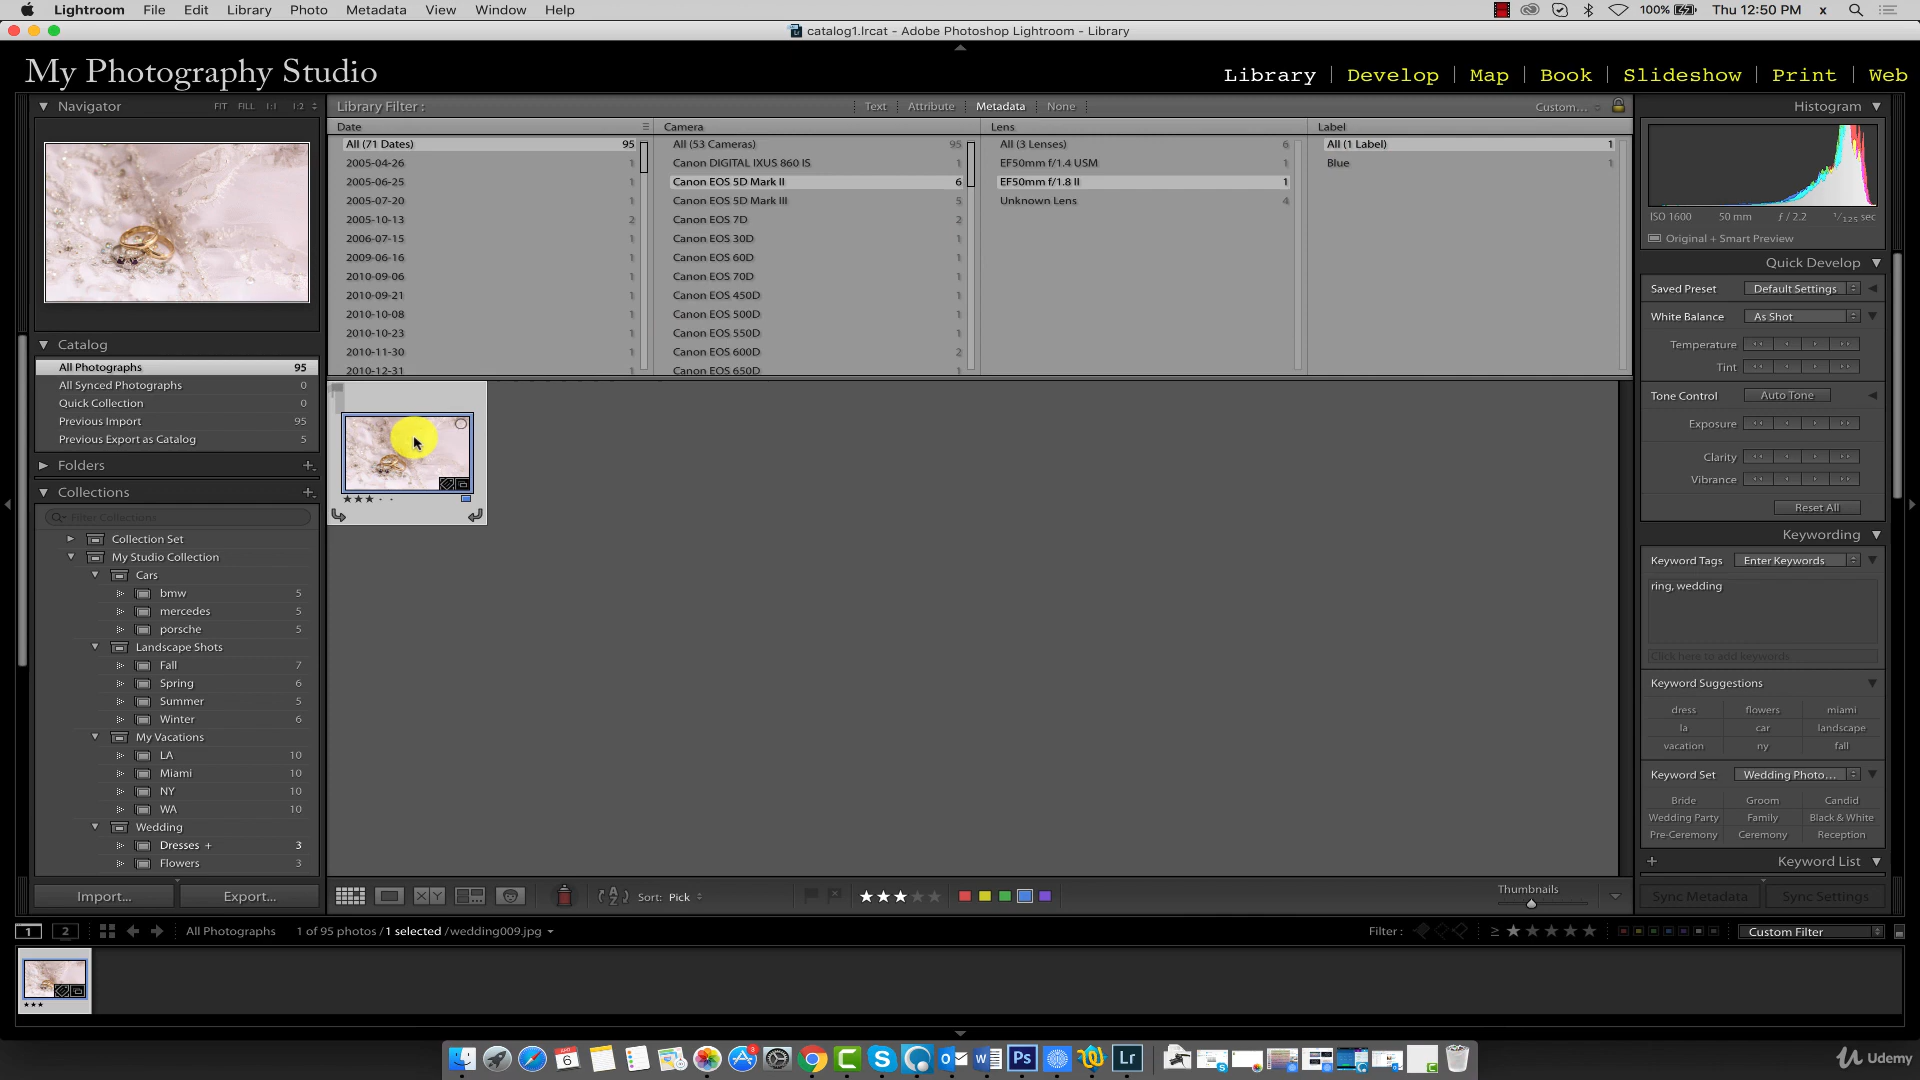 Lightroom File Edit Library Photo Metadata View Window Help 100% Thu 12:50 PM x
catalog1.lrcat - Adobe Photoshop Lightroom - Library
My Photography Studio
Library | Develop | Map | Book | Slideshow | Print | Web
Navigator FIT FILL 1:1 1:2
Library Filter : Text Attribute Metadata None Custom...
Histogram
Date Camera Lens Label
All (71 Dates) 95 All (53 Cameras) 95 All (3 Lenses) 6 All (1 Label) 1
2005-04-26 1 Canon DIGITAL IXUS 860 IS 1 EF50mm f/1.4 USM 1 Blue 1
2005-06-25 1 Canon EOS 5D Mark II 6 EF50mm f/1.8 II 1
2005-07-20 1 Canon EOS 5D Mark III 5 Unknown Lens 4
2005-10-13 2 Canon EOS 7D 2
2006-07-15 1 Canon EOS 30D 1
2009-06-16 1 Canon EOS 60D 1
2010-09-06 1 Canon EOS 70D 1
2010-09-21 1 Canon EOS 450D 1
2010-10-08 1 Canon EOS 500D 1
2010-10-23 1 Canon EOS 550D 1
2010-11-30 1 Canon EOS 600D 2
2010-12-31 Canon EOS 650D
ISO 1600 50 mm ƒ / 2.2 1/125 sec
Original + Smart Preview
Quick Develop
Saved Preset Default Settings
White Balance As Shot
Temperature
Tint
Tone Control Auto Tone
Exposure
Clarity
Vibrance
Reset All
Keywording
Keyword Tags Enter Keywords
ring, wedding
Click here to add keywords
Keyword Suggestions
dress flowers miami
la car landscape
vacation ny fall
Keyword Set Wedding Photo...
Bride Groom Candid
Wedding Party Family Black & White
Pre-Ceremony Ceremony Reception
Keyword List
Sync Metadata Sync Settings
Catalog
All Photographs 95
All Synced Photographs 0
Quick Collection 0
Previous Import 95
Previous Export as Catalog 5
Folders
Collections
Filter Collections
Collection Set
My Studio Collection
Cars
bmw 5
mercedes 5
porsche 5
Landscape Shots
Fall 7
Spring 6
Summer 5
Winter 6
My Vacations
LA 10
Miami 10
NY 10
WA 10
Wedding
Dresses + 3
Flowers 3
Import... Export...
Sort: Pick
Thumbnails
1 2 All Photographs 1 of 95 photos / 1 selected / wedding009.jpg
Filter : ≥ Custom Filter
6
3
Ps
Lr
Udemy